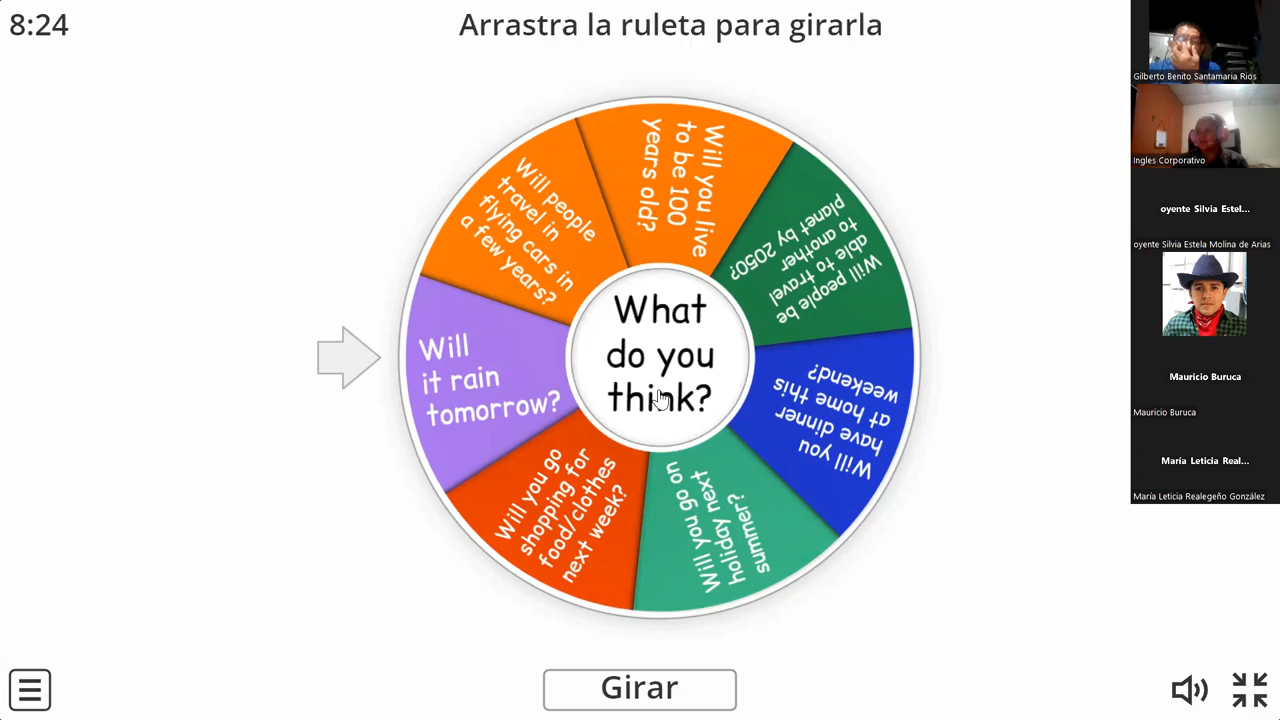 8:24
Arrastra la ruleta para girarla
Will you live
to be 100
years old?
Will people be
able to travel
to another
planet by 2050?
Will you
have dinner
at home this
weekend?
Will you go on
holiday next
summer?
Will you go
shopping for
food/clothes
next week?
Will
it rain
tomorrow?
Will people
travel in
flying cars in
a few years?
What
do you
think?
Girar
Gilberto Benito Santamaria Rios
Ingles Corporativo
oyente Silvia Estel...
oyente Silvia Estela Molina de Arias
Mauricio Buruca
Mauricio Buruca
María Leticia Real...
María Leticia Realegeño González